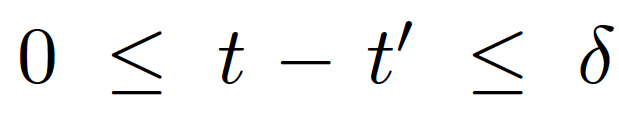 0 ≤ t − t′ ≤ δ